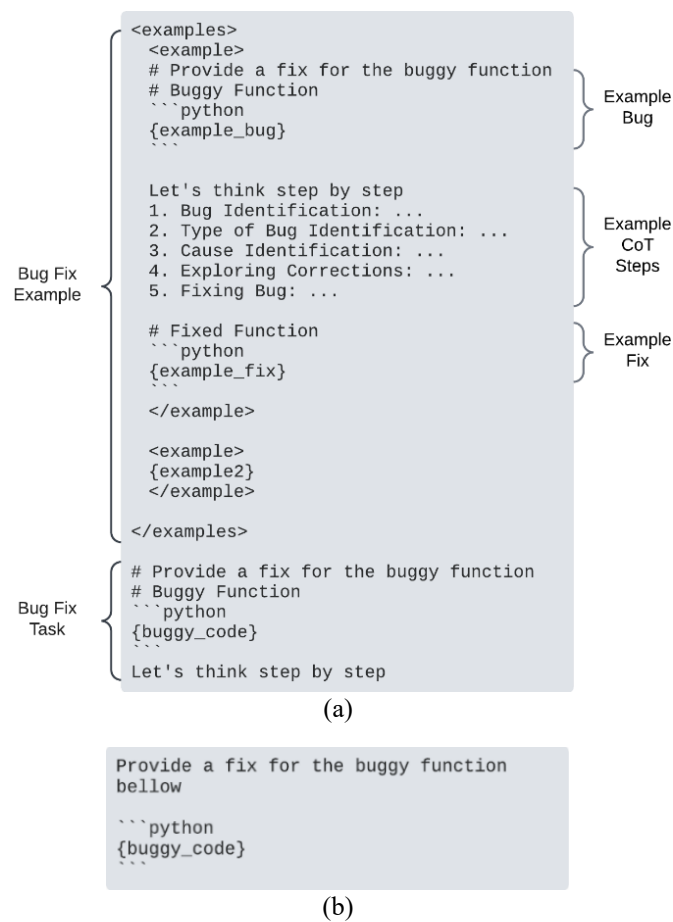 <examples>
<example>
# Provide a fix for the buggy function
# Buggy Function
```python
{example_bug}
```
Example
Bug
Let's think step by step
1. Bug Identification: ...
2. Type of Bug Identification: ...
3. Cause Identification: ...
4. Exploring Corrections: ...
5. Fixing Bug: ...
Example
CoT
Steps
Bug Fix
Example
# Fixed Function
```python
{example_fix}
```
Example
Fix
</example>
<example>
{example2}
</example>
</examples>
# Provide a fix for the buggy function
# Buggy Function
```python
{buggy_code}
```
Let's think step by step
Bug Fix
Task
(a)
Provide a fix for the buggy function
bellow
```python
{buggy_code}
```
(b)